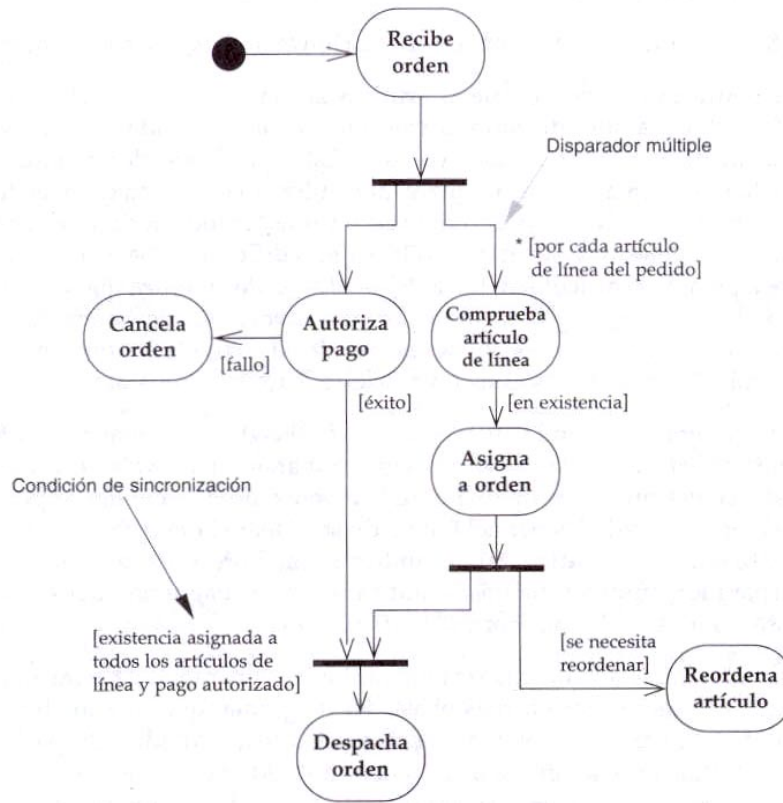 Recibe
orden
Disparador múltiple
* [por cada artículo
de línea del pedido]
Cancela
orden
Autoriza
pago
Comprueba
artículo
de línea
[fallo]
[éxito]
[en existencia]
Asigna
a orden
Condición de sincronización
[existencia asignada a
todos los artículos de
línea y pago autorizado]
[se necesita
reordenar]
Reordena
artículo
Despacha
orden